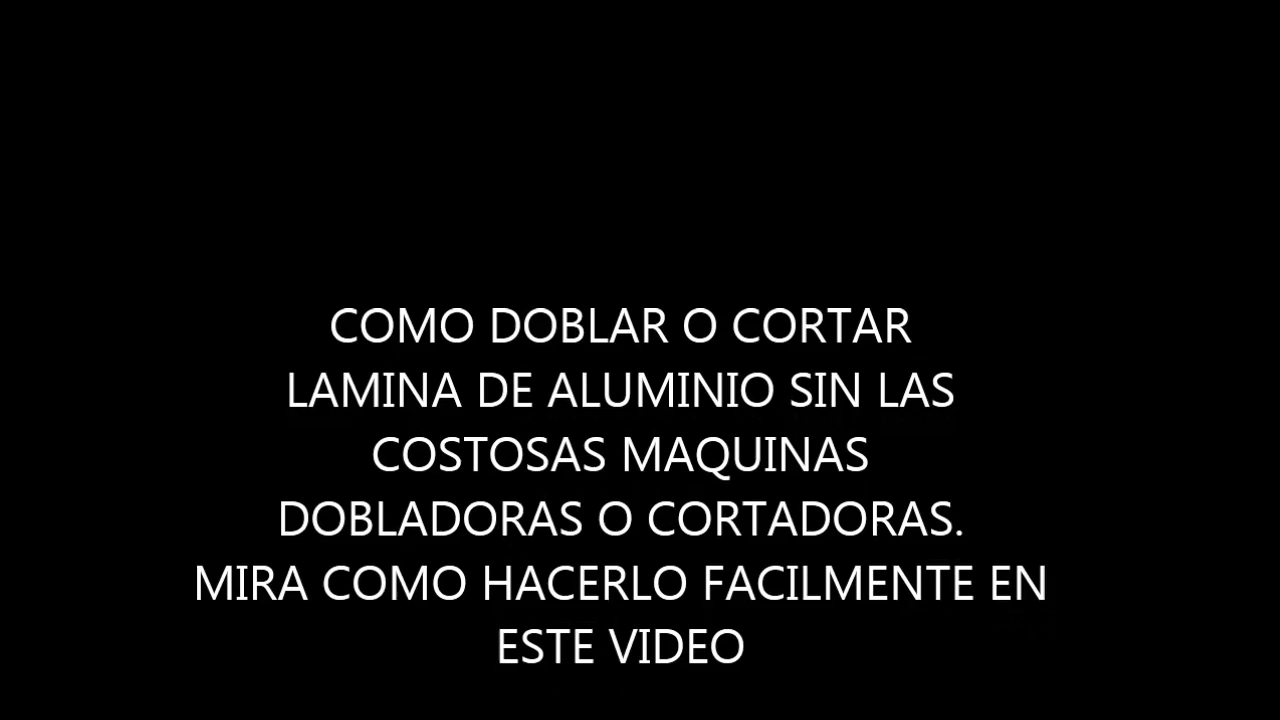 COMO DOBLAR O CORTAR
LAMINA DE ALUMINIO SIN LAS
COSTOSAS MAQUINAS
DOBLADORAS O CORTADORAS.
MIRA COMO HACERLO FACILMENTE EN
ESTE VIDEO